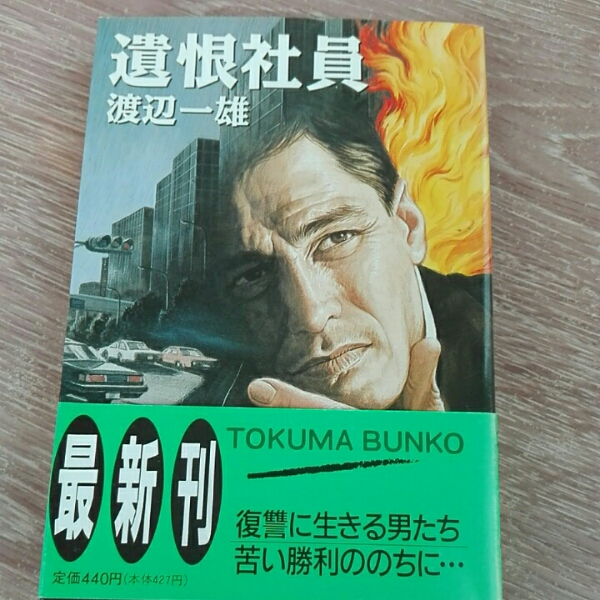 遺恨社員
渡辺一雄
最新刊
TOKUMA BUNKO
復讐に生きる男たち
苦い勝利ののちに…
定価440円(本体427円)